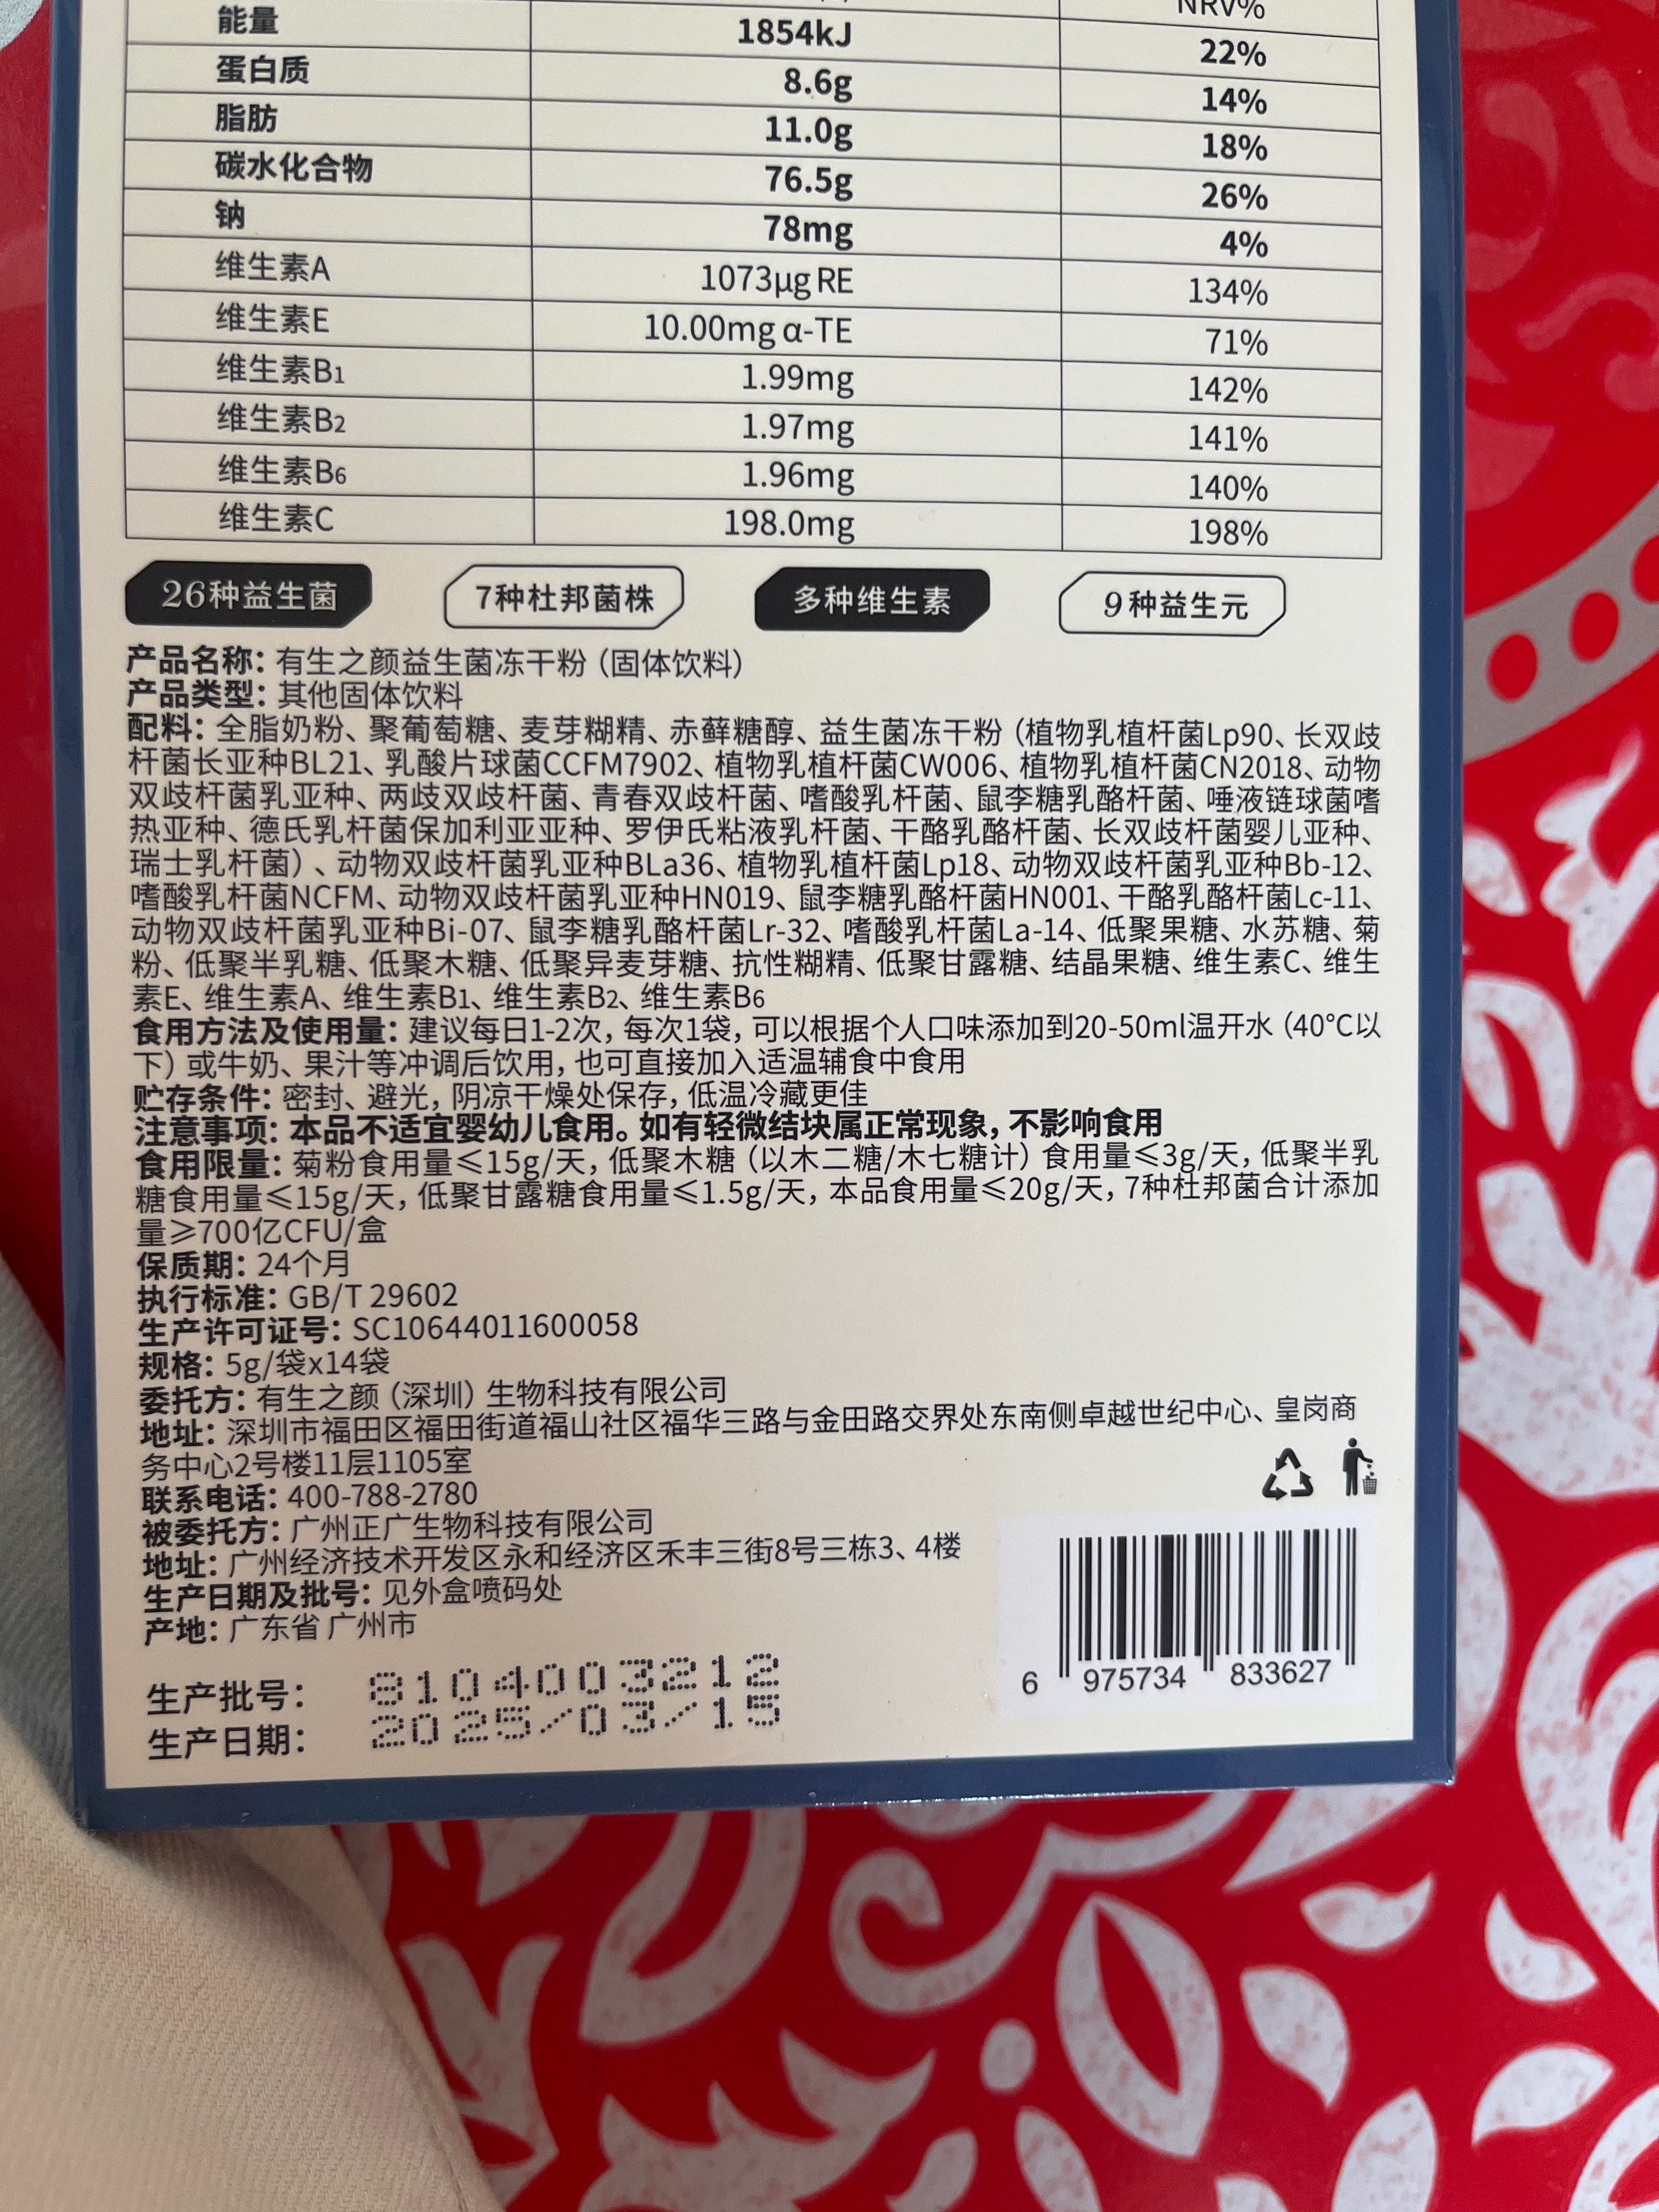 NRV%
能量 1854kJ 22%
蛋白质 8.6g 14%
脂肪 11.0g 18%
碳水化合物 76.5g 26%
钠 78mg 4%
维生素A 1073μg RE 134%
维生素E 10.00mg α-TE 71%
维生素B1 1.99mg 142%
维生素B2 1.97mg 141%
维生素B6 1.96mg 140%
维生素C 198.0mg 198%
26种益生菌 7种杜邦菌株 多种维生素 9种益生元
产品名称：有生之颜益生菌冻干粉（固体饮料）
产品类型：其他固体饮料
配料：全脂奶粉、聚葡萄糖、麦芽糊精、赤藓糖醇、益生菌冻干粉（植物乳植杆菌Lp90、长双歧
杆菌长亚种BL21、乳酸片球菌CCFM7902、植物乳植杆菌CW006、植物乳植杆菌CN2018、动物
双歧杆菌乳亚种、两歧双歧杆菌、青春双歧杆菌、嗜酸乳杆菌、鼠李糖乳酪杆菌、唾液链球菌嗜
热亚种、德氏乳杆菌保加利亚亚种、罗伊氏粘液乳杆菌、干酪乳酪杆菌、长双歧杆菌婴儿亚种、
瑞士乳杆菌）、动物双歧杆菌乳亚种BLa36、植物乳植杆菌Lp18、动物双歧杆菌乳亚种Bb-12、
嗜酸乳杆菌NCFM、动物双歧杆菌乳亚种HN019、鼠李糖乳酪杆菌HN001、干酪乳酪杆菌Lc-11、
动物双歧杆菌乳亚种Bi-07、鼠李糖乳酪杆菌Lr-32、嗜酸乳杆菌La-14、低聚果糖、水苏糖、菊
粉、低聚半乳糖、低聚木糖、低聚异麦芽糖、抗性糊精、低聚甘露糖、结晶果糖、维生素C、维生
素E、维生素A、维生素B1、维生素B2、维生素B6
食用方法及使用量：建议每日1-2次，每次1袋，可以根据个人口味添加到20-50ml温开水（40°C以
下）或牛奶、果汁等冲调后饮用，也可直接加入适温辅食中食用
贮存条件：密封、避光，阴凉干燥处保存，低温冷藏更佳
注意事项：本品不适宜婴幼儿食用。如有轻微结块属正常现象，不影响食用
食用限量：菊粉食用量≤15g/天，低聚木糖（以木二糖/木七糖计）食用量≤3g/天，低聚半乳
糖食用量≤15g/天，低聚甘露糖食用量≤1.5g/天，本品食用量≤20g/天，7种杜邦菌合计添加
量≥700亿CFU/盒
保质期：24个月
执行标准：GB/T 29602
生产许可证号：SC10644011600058
规格：5g/袋x14袋
委托方：有生之颜（深圳）生物科技有限公司
地址：深圳市福田区福田街道福山社区福华三路与金田路交界处东南侧卓越世纪中心、皇岗商
务中心2号楼11层1105室
联系电话：400-788-2780
被委托方：广州正广生物科技有限公司
地址：广州经济技术开发区永和经济区禾丰三街8号三栋3、4楼
生产日期及批号：见外盒喷码处
产地：广东省 广州市
生产批号： 8104003212
生产日期： 2025/03/15
6 975734 833627